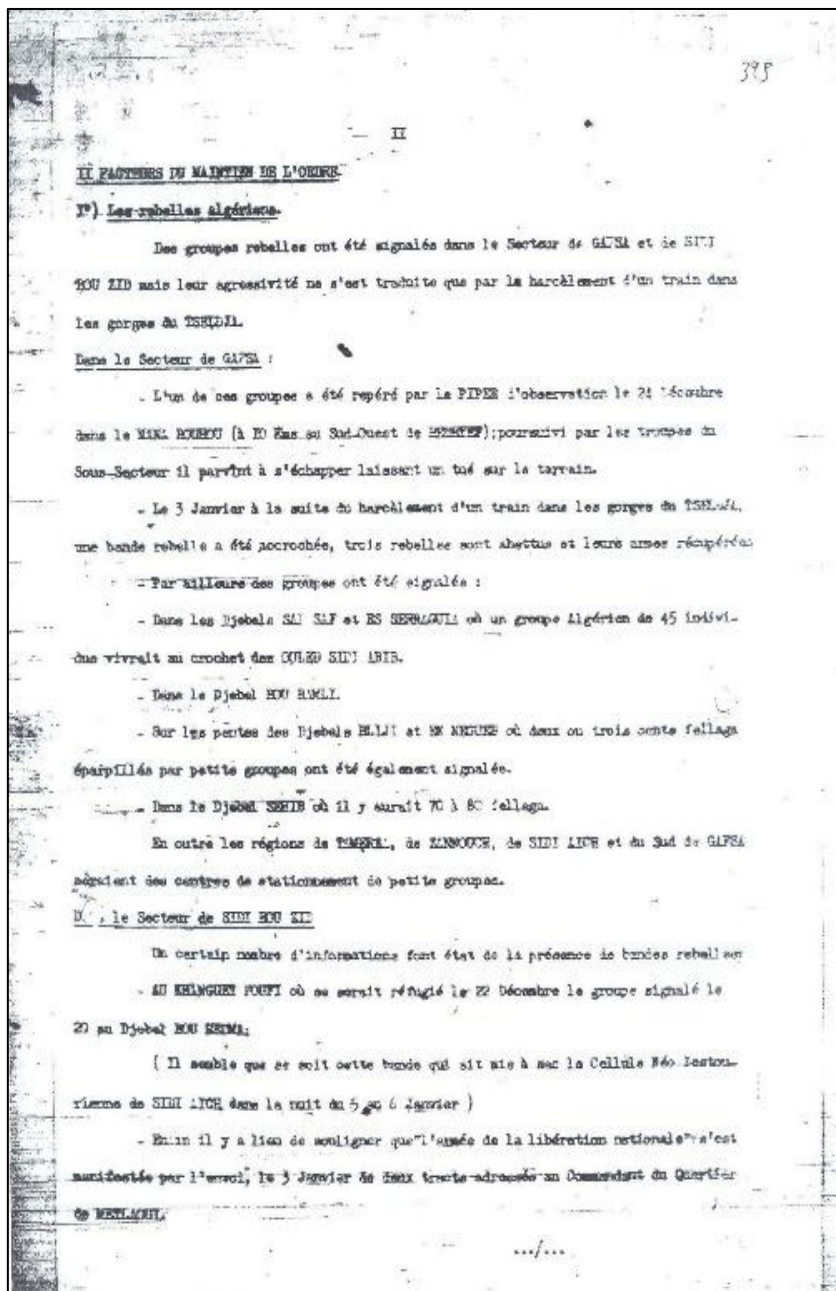 395
II
II FACTEURS DU MAINTIEN DE L'ORDRE.
I°) Les rebelles algériens.
Des groupes rebelles ont été signalés dans le Secteur de GAFSA et de SIDI
BOU ZID mais leur agressivité ne s'est traduite que par le harcèlement d'un train dans
les gorges du
Dans le Secteur de GAFSA :
- L'un de ces groupes a été repéré par le PIPER d'observation le 24 Décembre
dans le (à Kms au Sud-Ouest de poursuivi par les troupes du
Sous-Secteur il parvint à s'échapper laissant un tué sur le terrain.
- Le 3 Janvier à la suite du harcèlement d'un train dans les gorges du
une bande rebelle a été accrochée, trois rebelles sont abattus et leurs armes récupérées
- Par ailleurs des groupes ont été signalés :
- Dans les Djebels et ES où un groupe Algérien de 45 indivi-
dus vivrait au crochet des OULED SIDI ABID.
- Dans le Djebel BOU RAMLI.
- Sur les pentes des Djebels et où deux ou trois cents fellaga
éparpillés par petits groupes ont été également signalés.
- Dans le Djebel SEHIB où il y aurait 70 à 80 fellaga.
En outre les régions de de de SIDI AICH et du Sud de GAFSA
seraient des centres de stationnement de petits groupes.
le Secteur de SIDI BOU ZID
Un certain nombre d'informations font état de la présence de bandes rebelles
- AU KHANGUET où se serait réfugié le 22 Décembre le groupe signalé le
au Djebel BOU
( Il semble que ce soit cette bande qui ait mis à sac la Cellule Néo Destou-
rienne de SIDI AICH dans la nuit du 5 au 6 Janvier )
- Enfin il y a lieu de souligner que "l'armée de la libération nationale" s'est
manifestée par l'envoi, le 3 Janvier de deux tracts adressés au Commandant du Quartier
de METLAOUI.
.../...